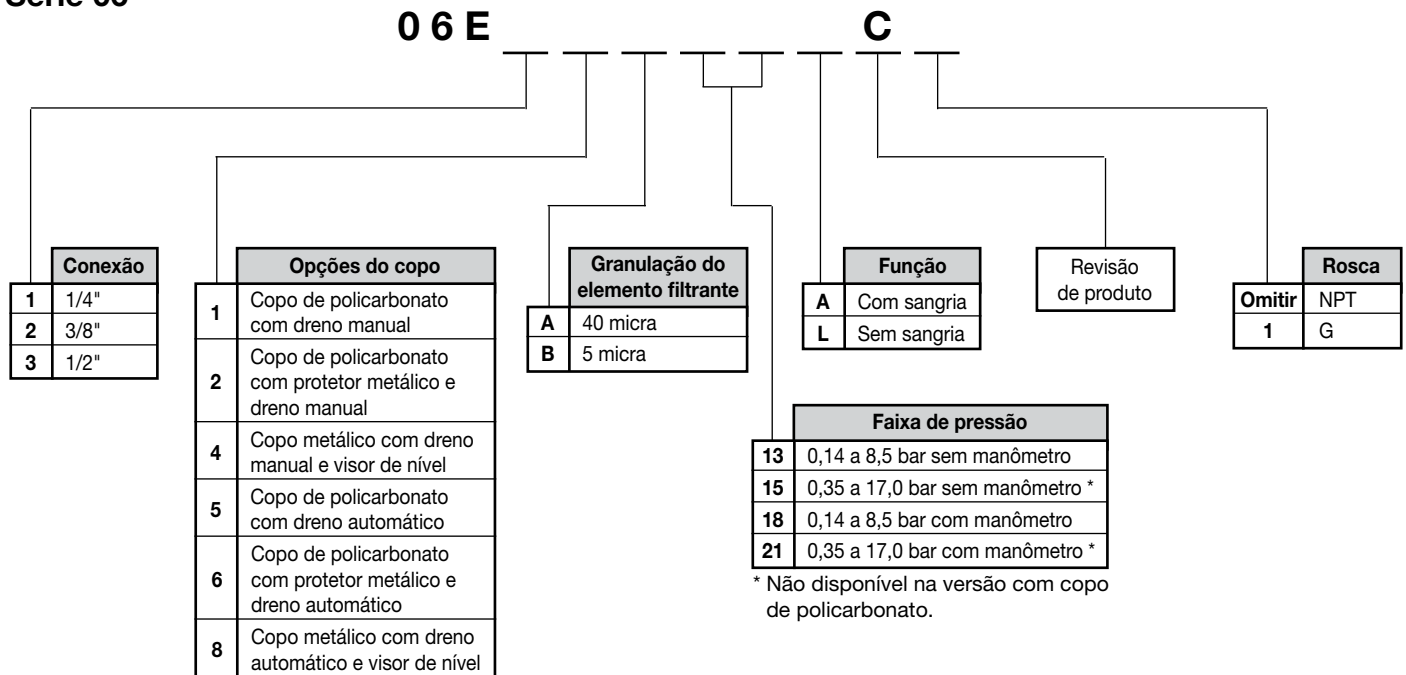 0 6 E C
Conexão
1 1/4"
2 3/8"
3 1/2"
Opções do copo
1 Copo de policarbonato
com dreno manual
2 Copo de policarbonato
com protetor metálico e
dreno manual
4 Copo metálico com dreno
manual e visor de nível
5 Copo de policarbonato
com dreno automático
6 Copo de policarbonato
com protetor metálico e
dreno automático
8 Copo metálico com dreno
automático e visor de nível
Granulação do
elemento filtrante
A 40 micra
B 5 micra
Função
A Com sangria
L Sem sangria
Revisão
de produto
Rosca
Omitir NPT
1 G
Faixa de pressão
13 0,14 a 8,5 bar sem manômetro
15 0,35 a 17,0 bar sem manômetro *
18 0,14 a 8,5 bar com manômetro
21 0,35 a 17,0 bar com manômetro *
* Não disponível na versão com copo
de policarbonato.